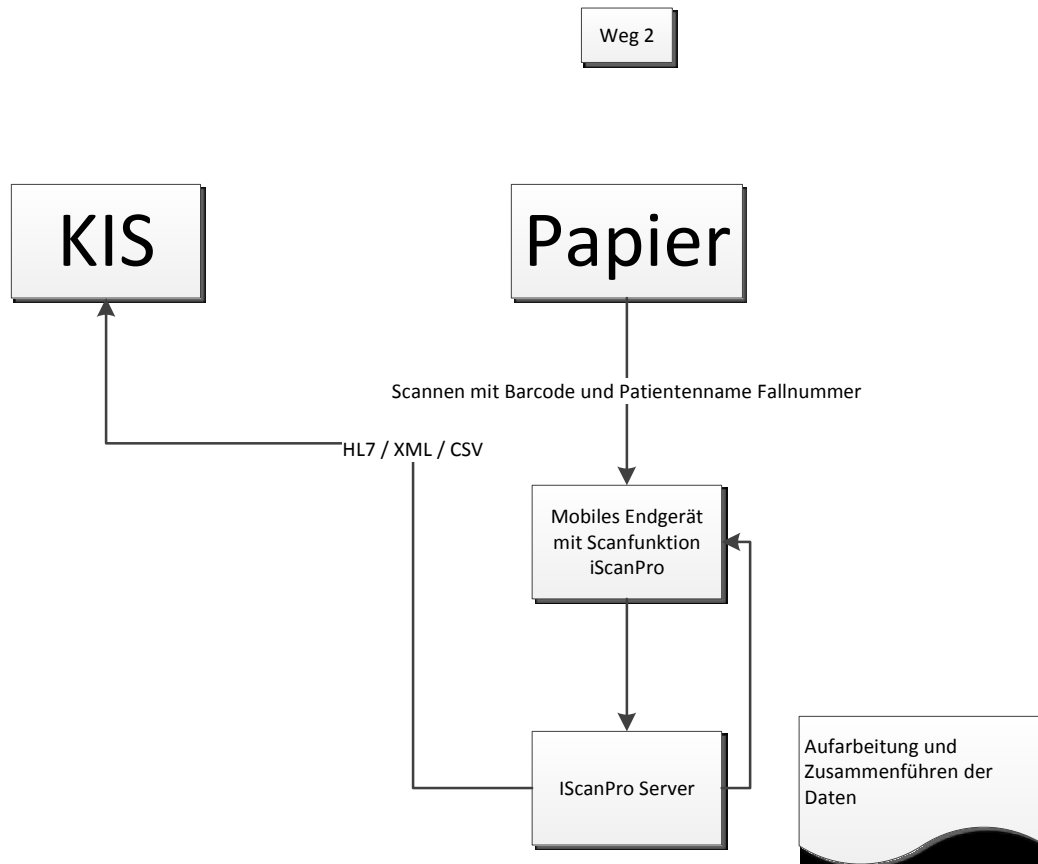 Weg 2
KIS
Papier
Scannen mit Barcode und Patientenname Fallnummer
HL7 / XML / CSV
Mobiles Endgerät
mit Scanfunktion
iScanPro
IScanPro Server
Aufarbeitung und
Zusammenführen der
Daten